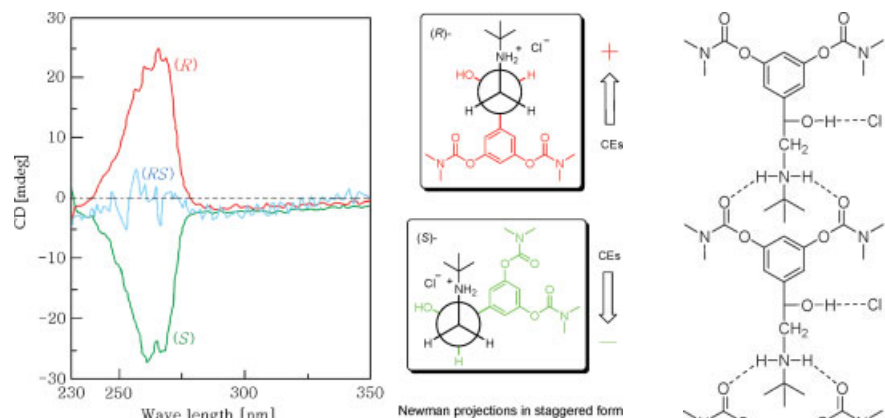 30
20
10
0
-10
-20
-30
CD [mdeg]
(R)
(RS)
(S)
230
250
300
350
Wave length [nm]
(R)-
+ Cl⁻
NH₂
HO
H
H
H
O
O
N
O
O
N
+
CEs
(S)-
Cl⁻ +
NH₂
HO
H
H
H
N
O
O
O
O
N
CEs
—
Newman projections in staggered form
O
O
N
O
O
N
O-H----Cl
CH₂
H-N-H
O
O
N
O
O
N
O-H----Cl
CH₂
H-N-H
O
O